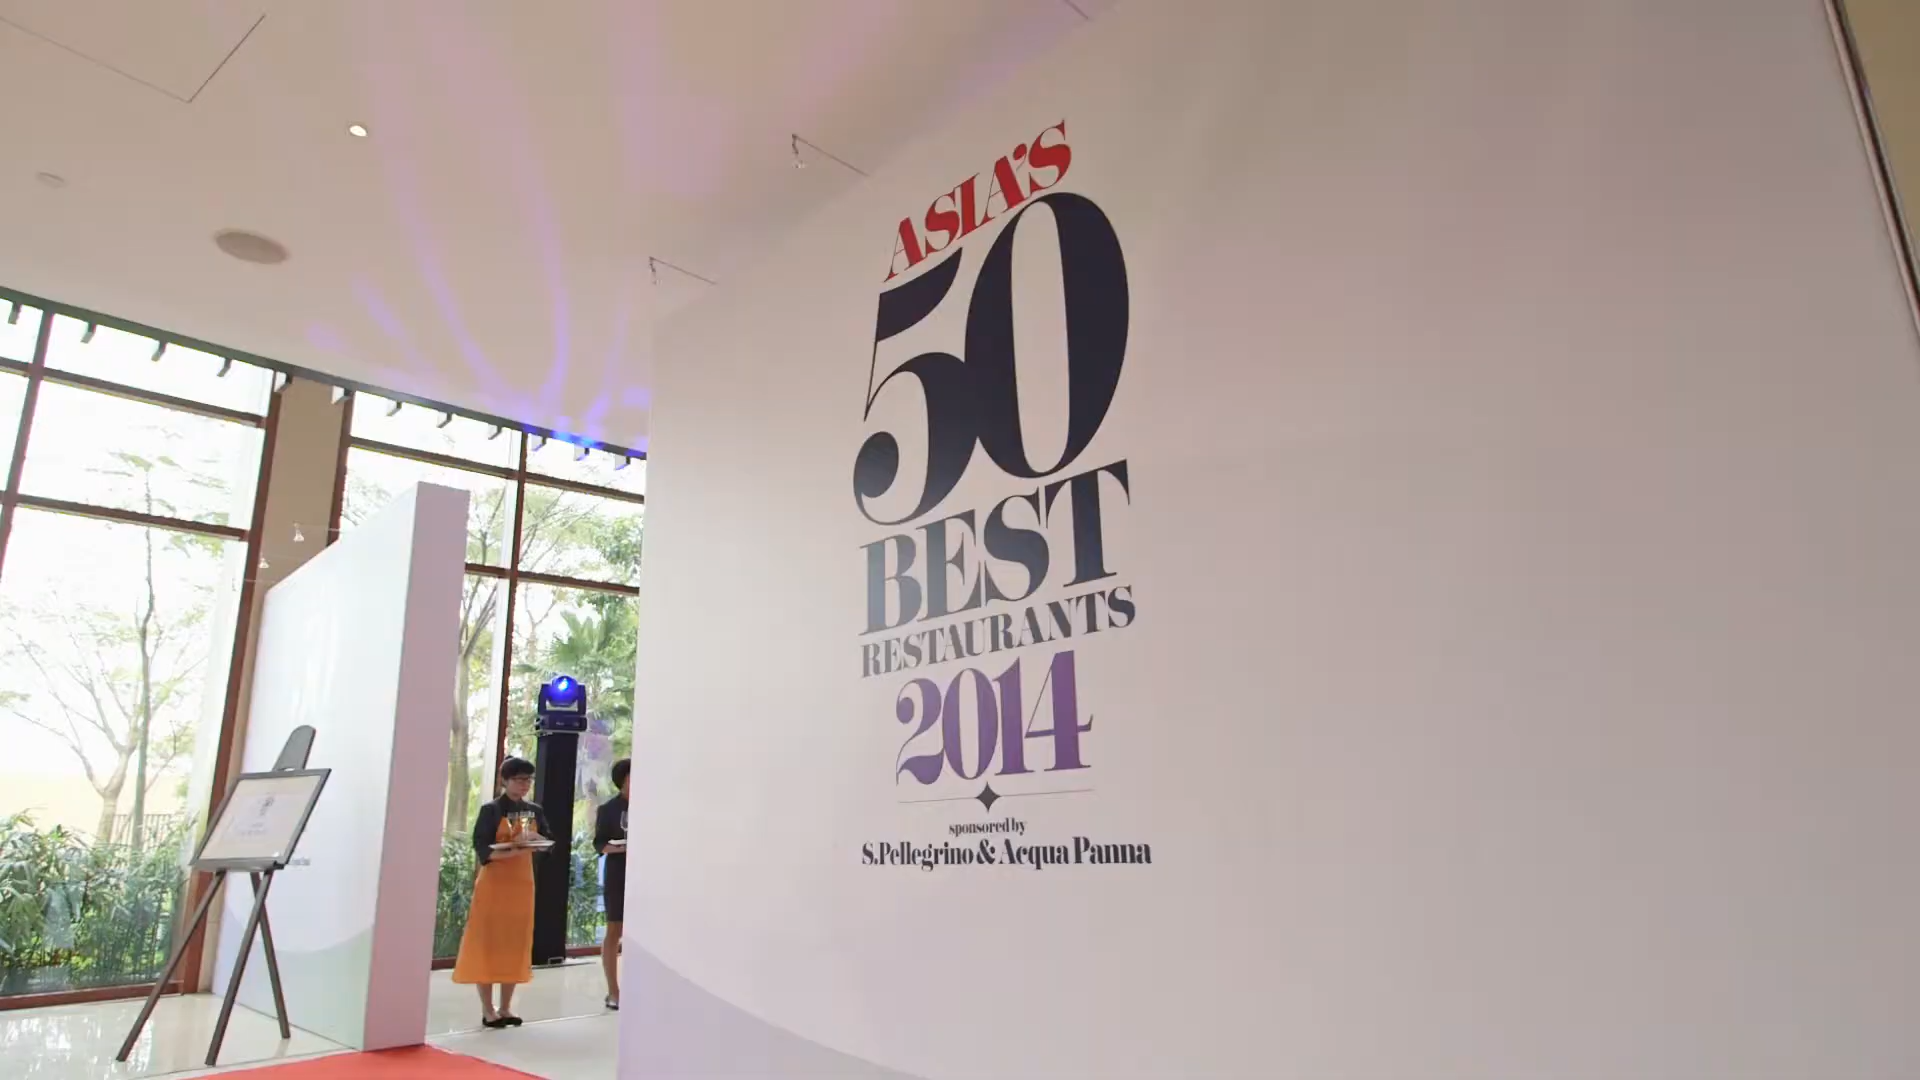 ASIA'S
50
BEST
RESTAURANTS
2014
sponsored by
S.Pellegrino & Acqua Panna